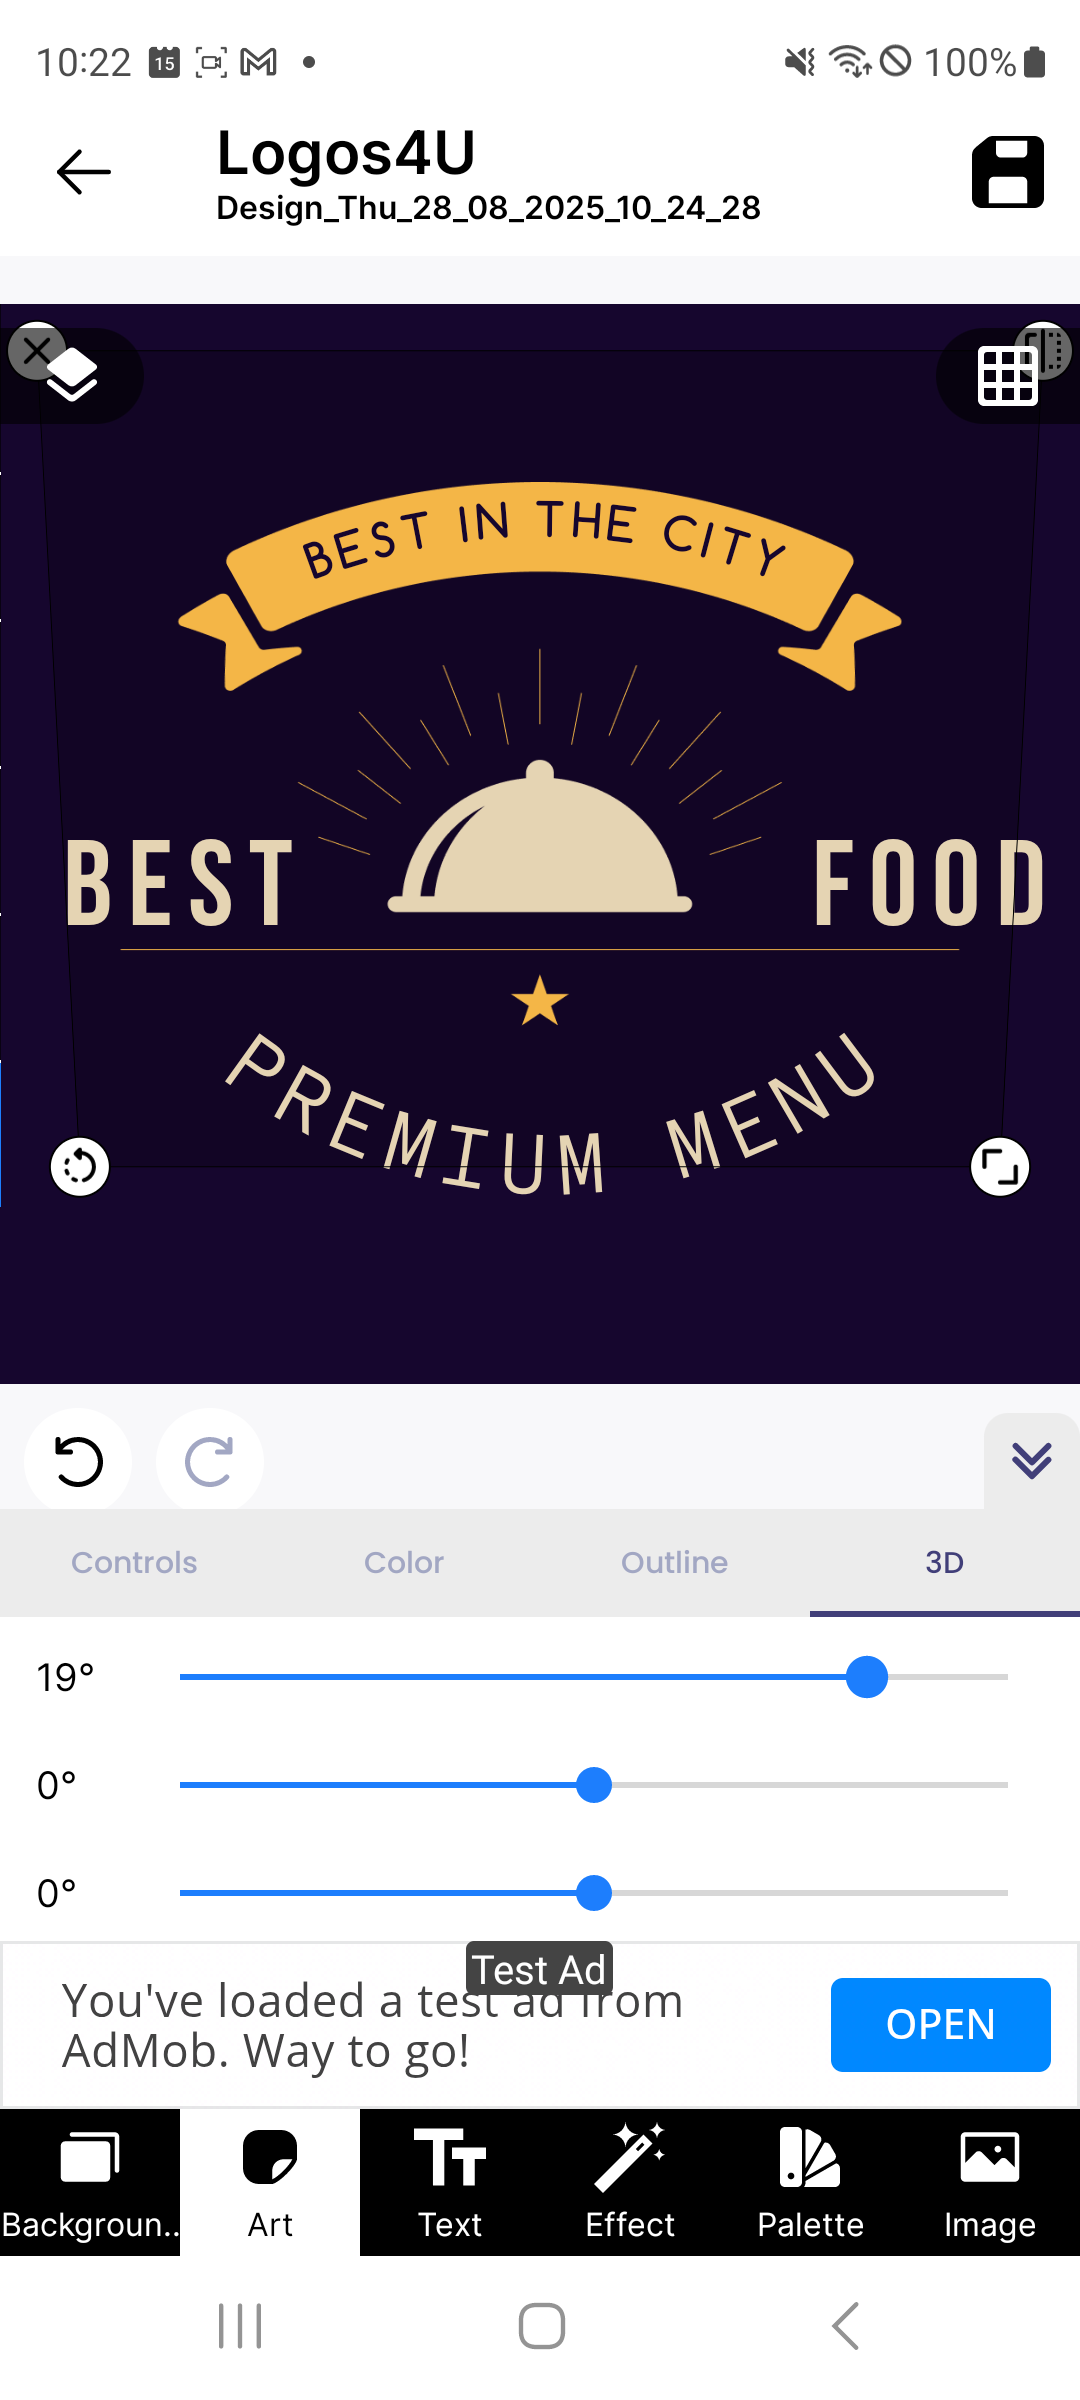 10:22 15 100%
Logos4U
Design_Thu_28_08_2025_10_24_28
BEST IN THE CITY
BEST FOOD
PREMIUM MENU
Controls Color Outline 3D
19°
0°
0°
Test Ad
You've loaded a test ad from
AdMob. Way to go!
OPEN
Backgroun.. Art Text Effect Palette Image